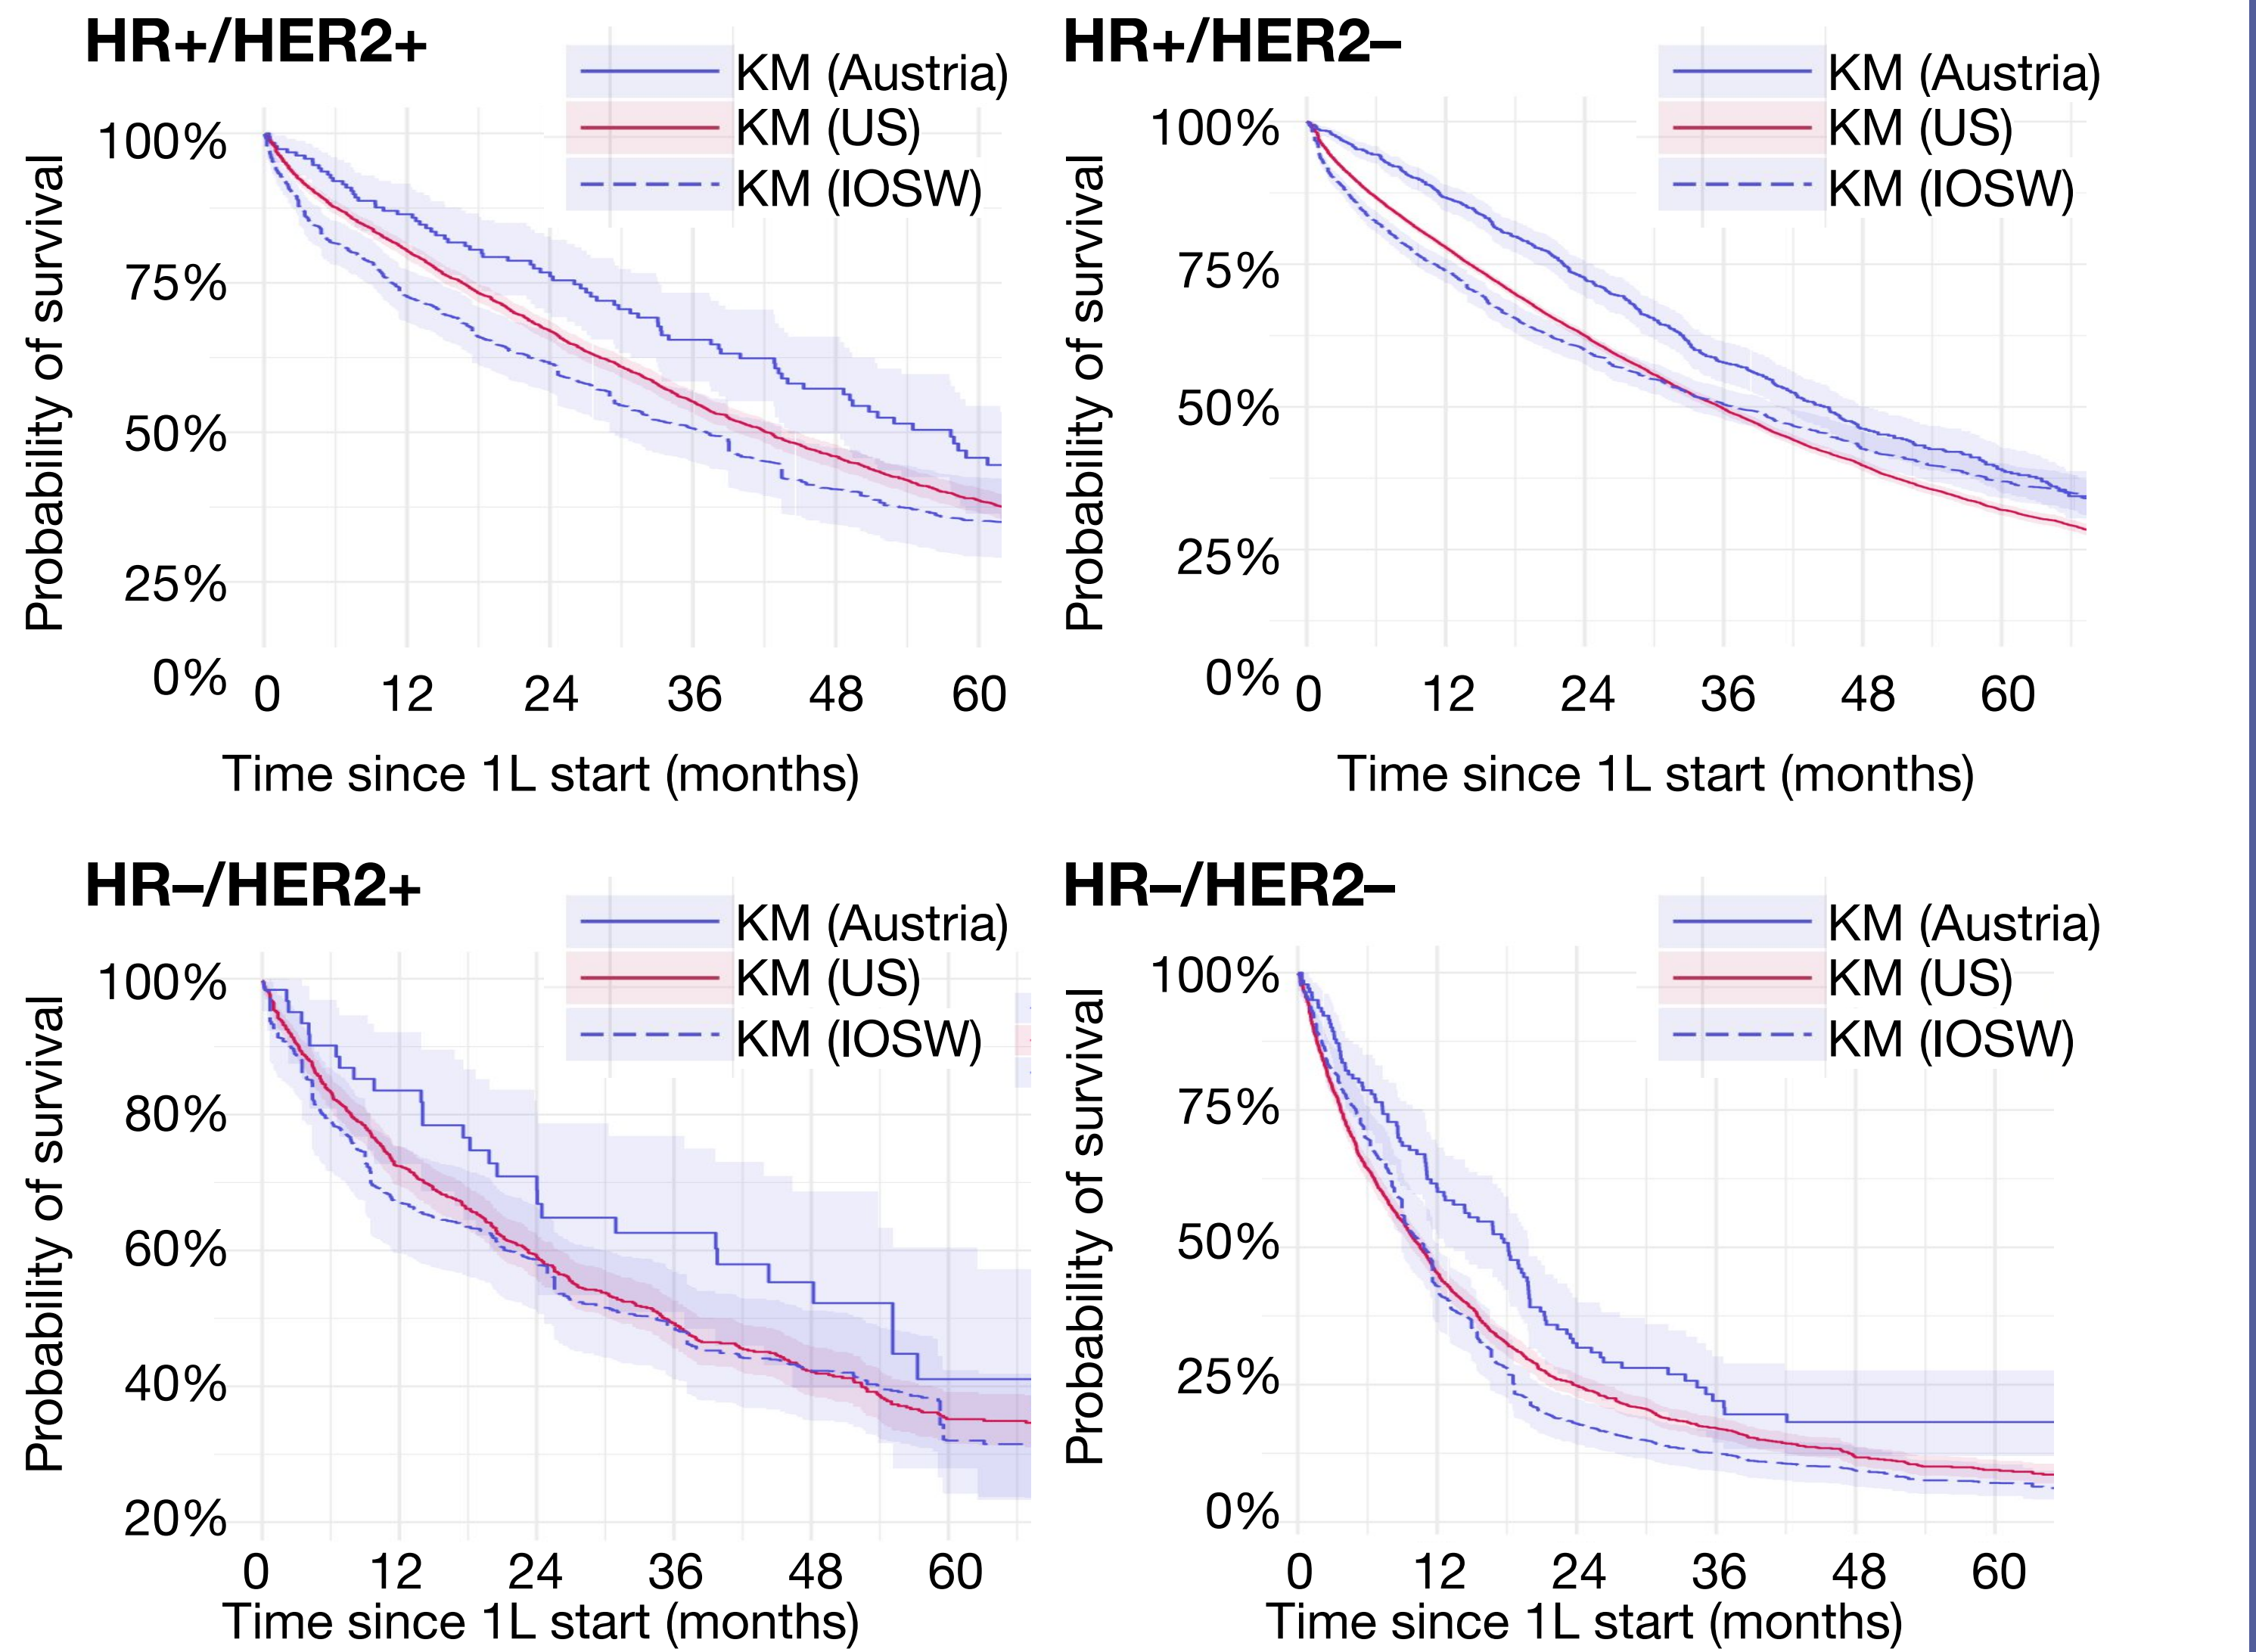 HR+/HER2+
KM (Austria)
KM (US)
KM (IOSW)
Probability of survival
100%
75%
50%
25%
0%
0 12 24 36 48 60
Time since 1L start (months)
HR+/HER2–
KM (Austria)
KM (US)
KM (IOSW)
Probability of survival
100%
75%
50%
25%
0%
0 12 24 36 48 60
Time since 1L start (months)
HR–/HER2+
KM (Austria)
KM (US)
KM (IOSW)
Probability of survival
100%
80%
60%
40%
20%
0 12 24 36 48 60
Time since 1L start (months)
HR–/HER2–
KM (Austria)
KM (US)
KM (IOSW)
Probability of survival
100%
75%
50%
25%
0%
0 12 24 36 48 60
Time since 1L start (months)